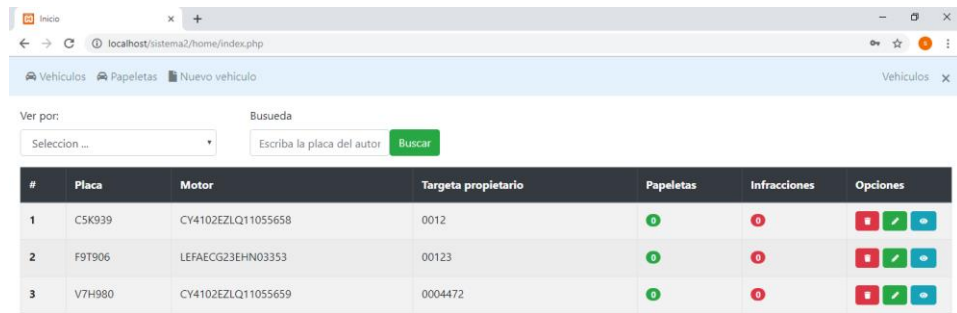 Inicio
localhost/sistema2/home/index.php
Vehículos Papeletas Nuevo vehículo Vehiculos
Ver por: Busueda
Seleccion ... Escriba la placa del autor Buscar
# Placa Motor Targeta propietario Papeletas Infracciones Opciones
1 C5K939 CY4102EZLQ11055658 0012 0 0
2 F9T906 LEFAECG23EHN03353 00123 0 0
3 V7H980 CY4102EZLQ11055659 0004472 0 0